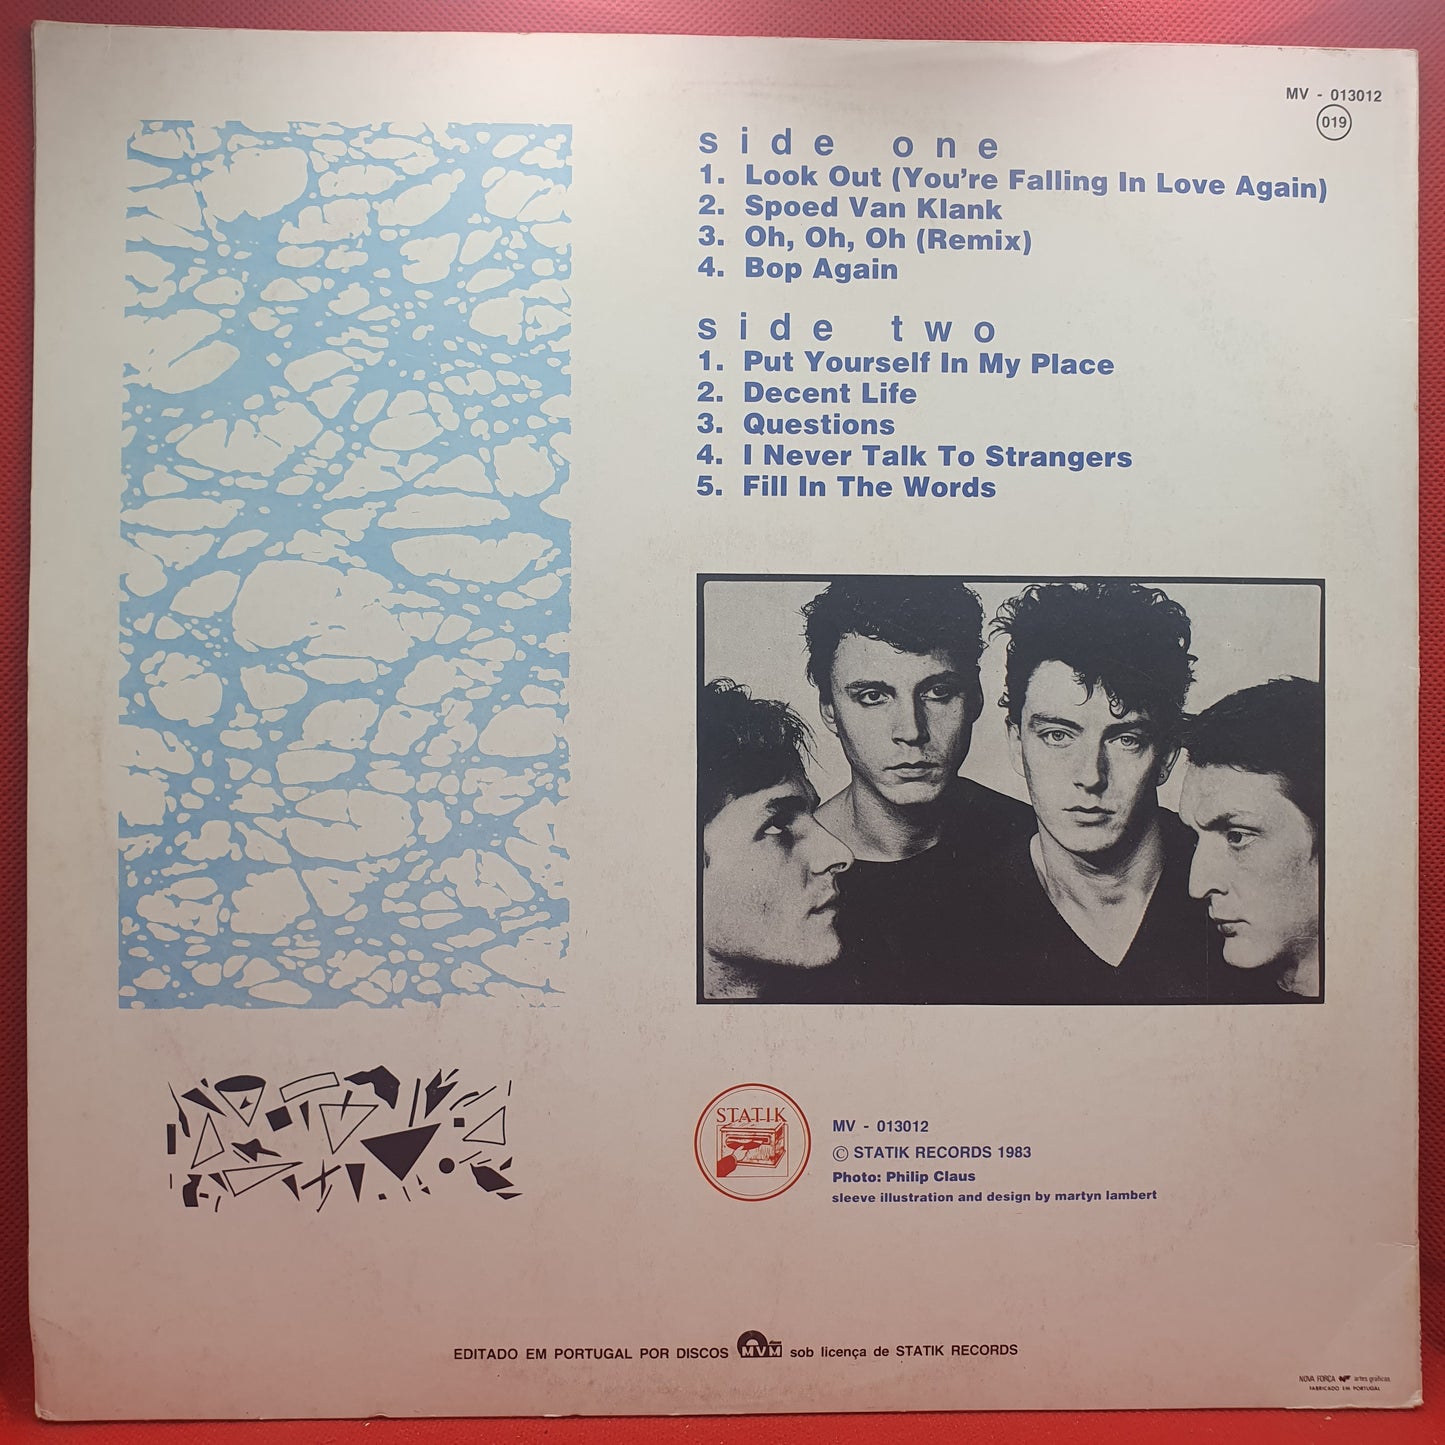 MV - 013012
019
side one
1. Look Out (You're Falling In Love Again)
2. Spoed Van Klank
3. Oh, Oh, Oh (Remix)
4. Bop Again
side two
1. Put Yourself In My Place
2. Decent Life
3. Questions
4. I Never Talk To Strangers
5. Fill In The Words
STATIK
MV - 013012
© STATIK RECORDS 1983
Photo: Philip Claus
sleeve illustration and design by martyn lambert
EDITADO EM PORTUGAL POR DISCOS MVM sob licença de STATIK RECORDS
NOVA FORÇA NF artes gráficas
FABRICADO EM PORTUGAL